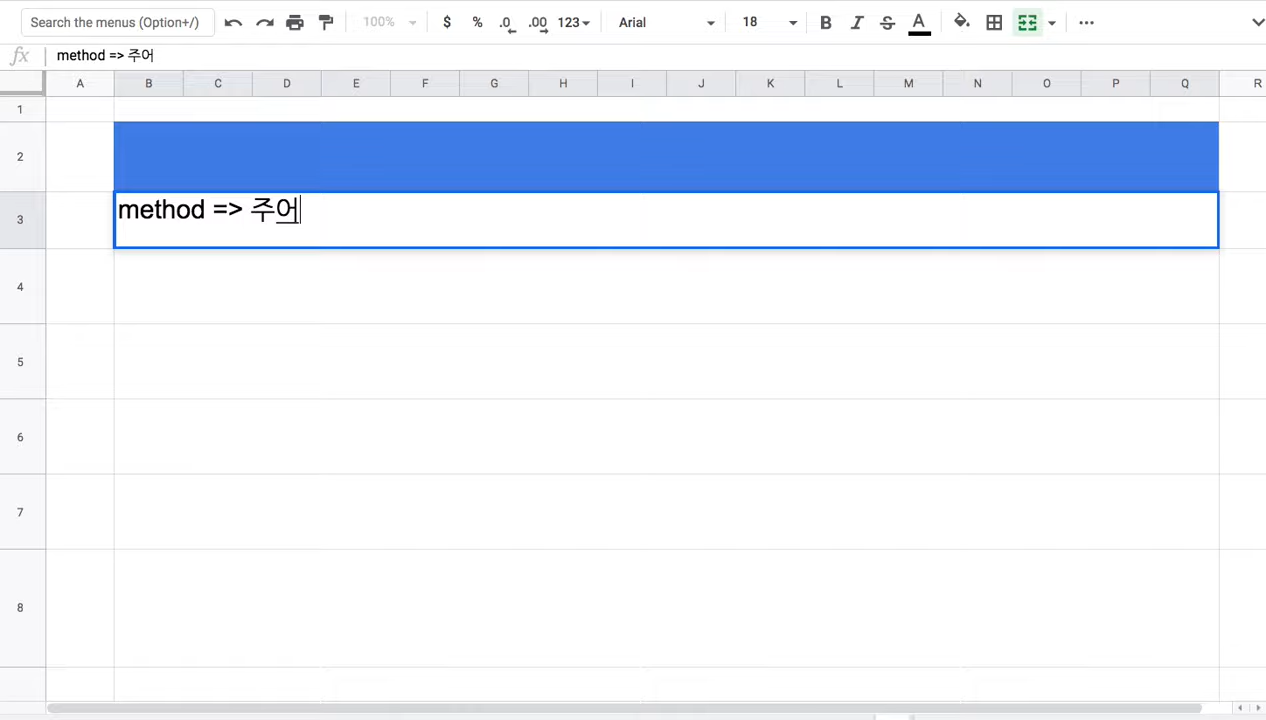 Search the menus (Option+/) 100% $ % .0 .00 123 Arial 18 B I S A
fx method => 주어
A B C D E F G H I J K L M N O P Q R
1
2
3 method => 주어
4
5
6
7
8